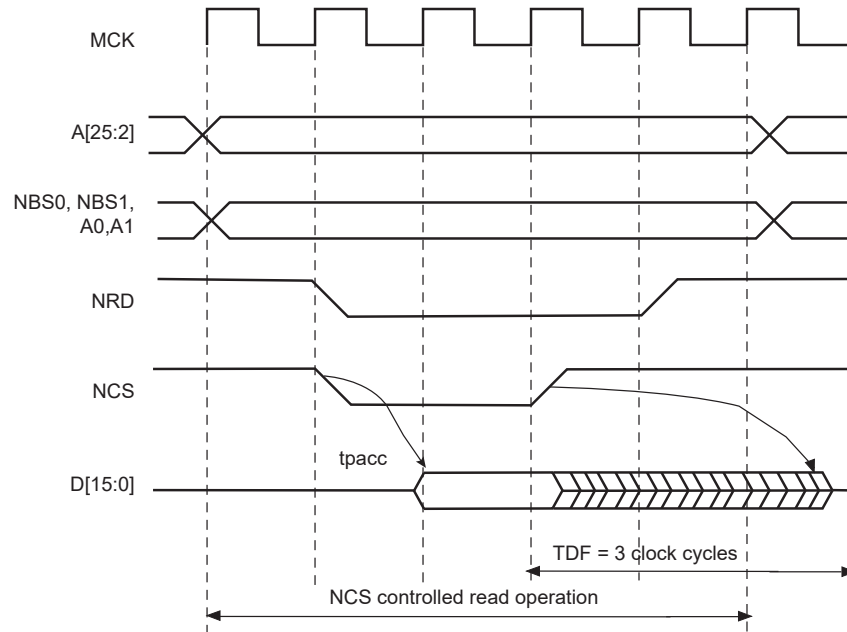 MCK
A[25:2]
NBS0, NBS1,
A0,A1
NRD
NCS
tpacc
D[15:0]
TDF = 3 clock cycles
NCS controlled read operation